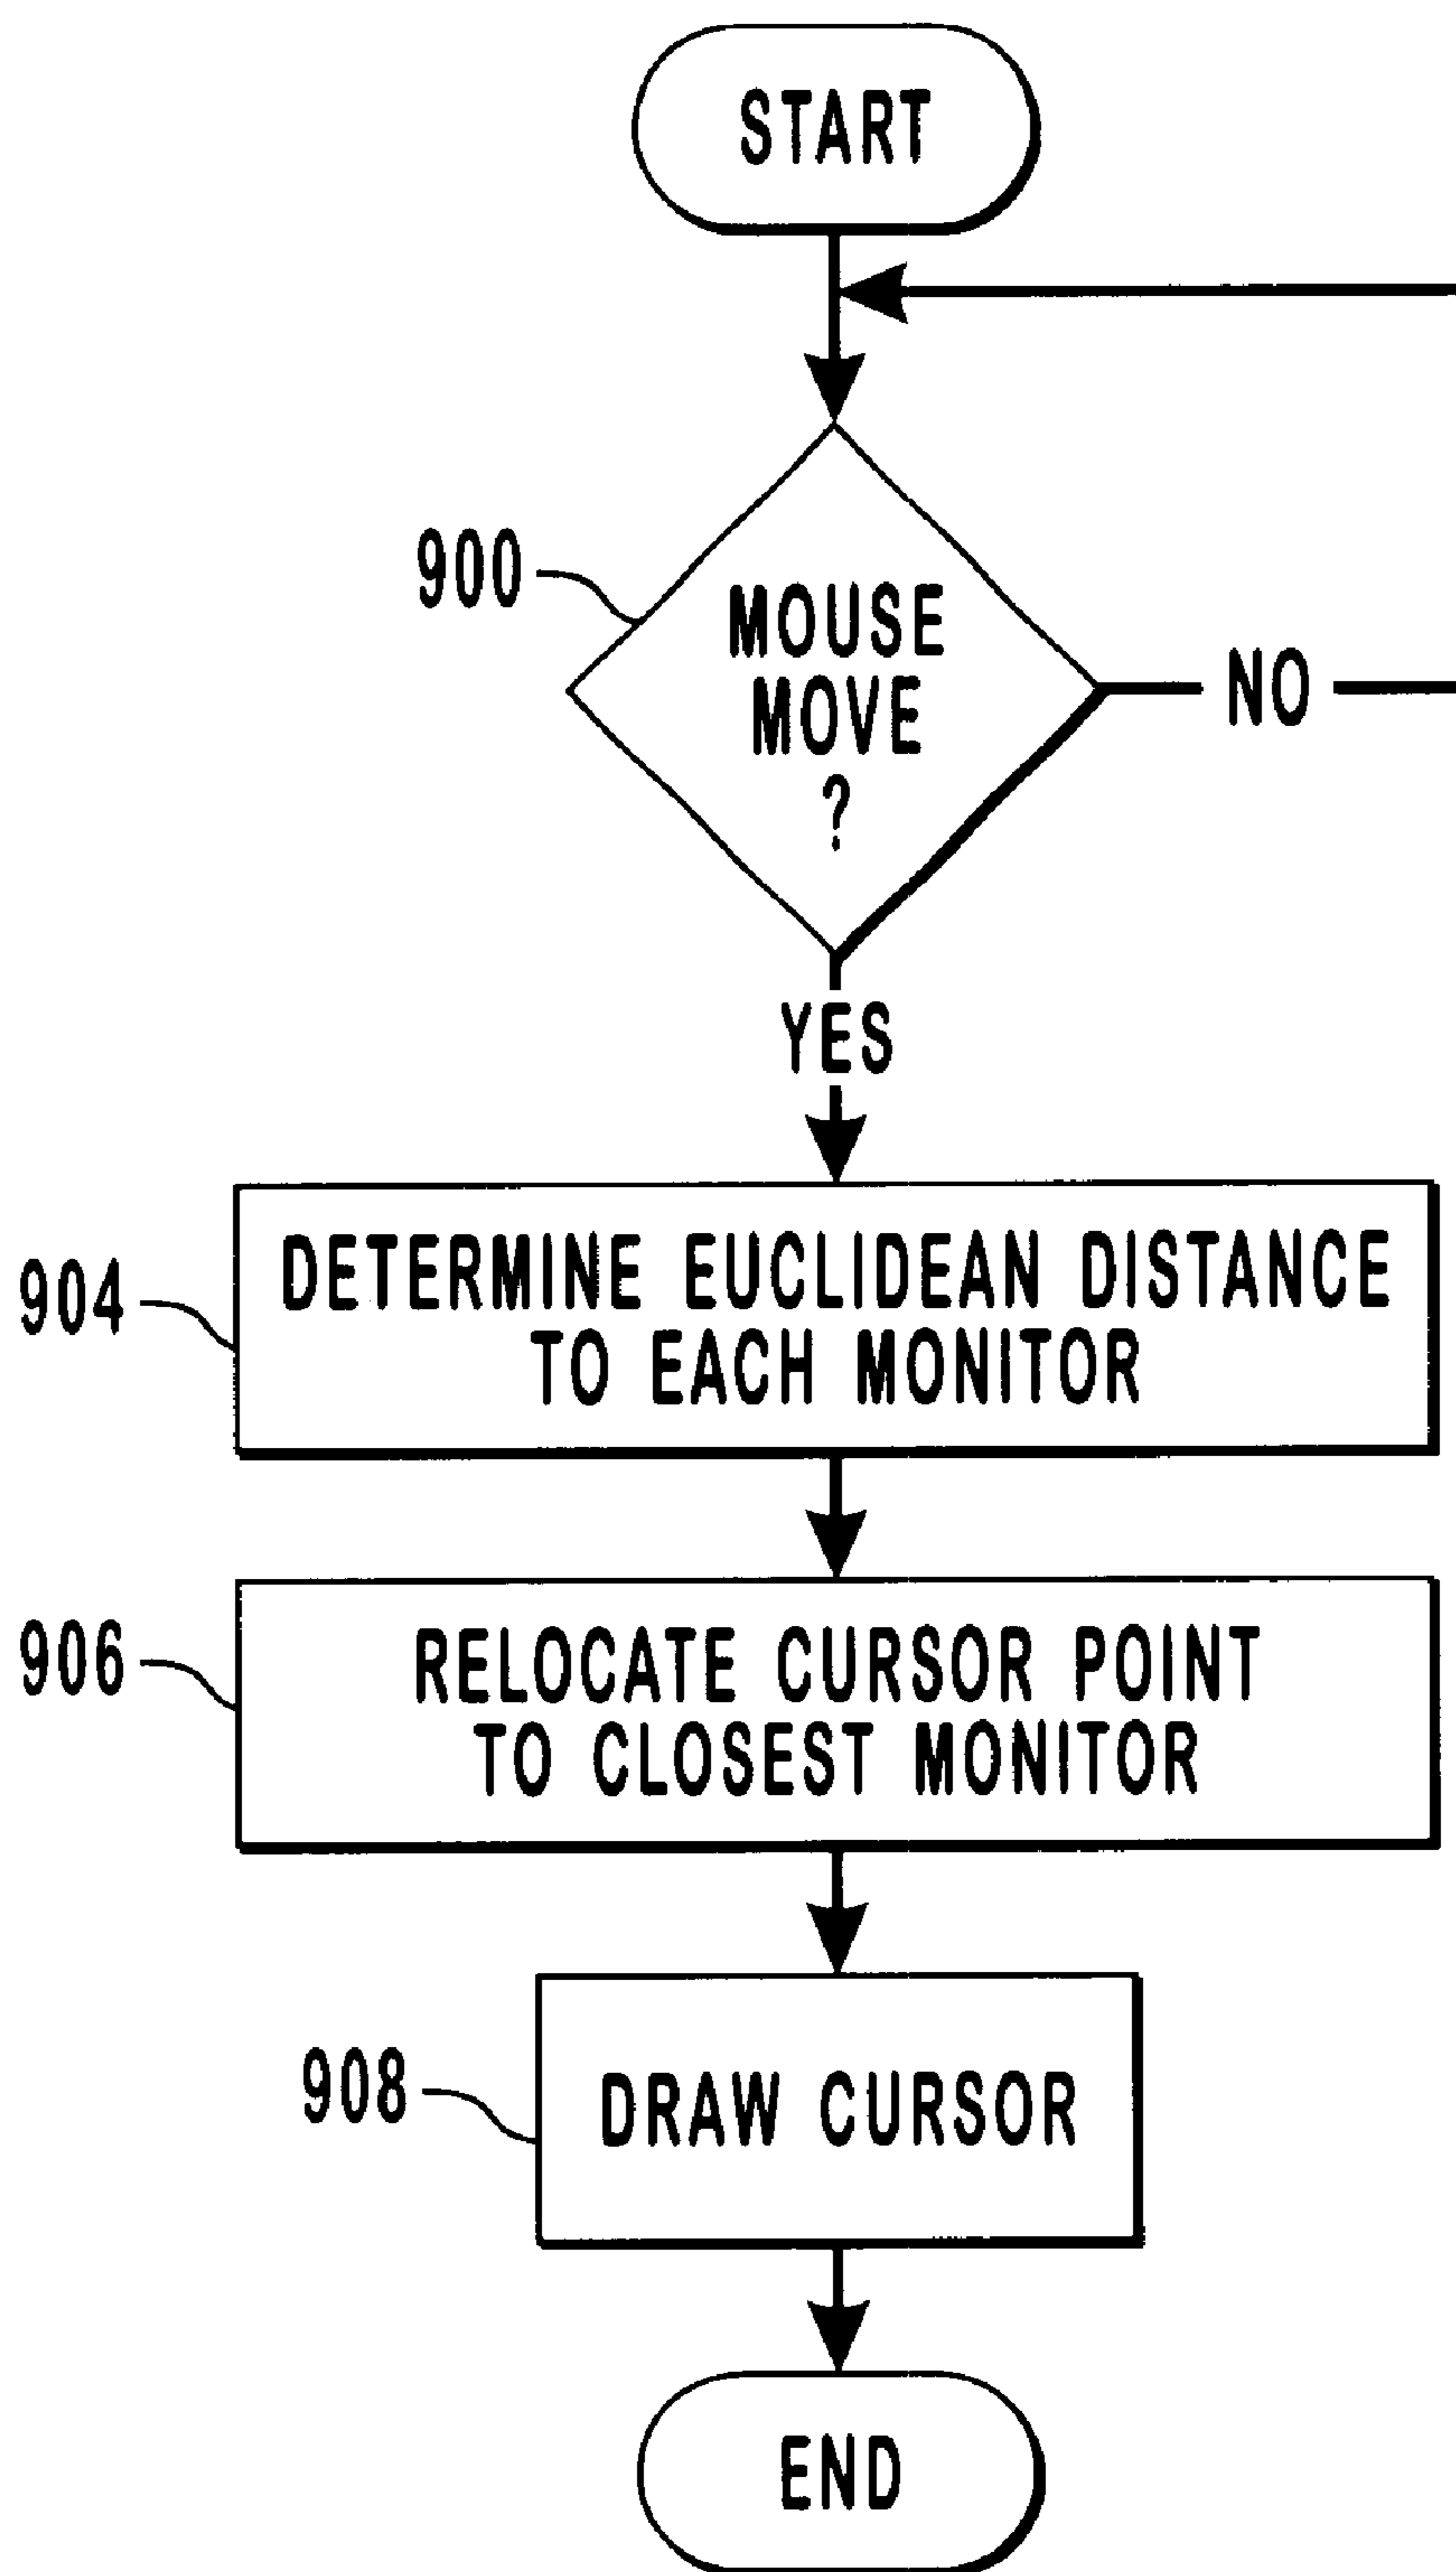 START
900
MOUSE
MOVE
?
NO
YES
904
DETERMINE EUCLIDEAN DISTANCE
TO EACH MONITOR
906
RELOCATE CURSOR POINT
TO CLOSEST MONITOR
908
DRAW CURSOR
END